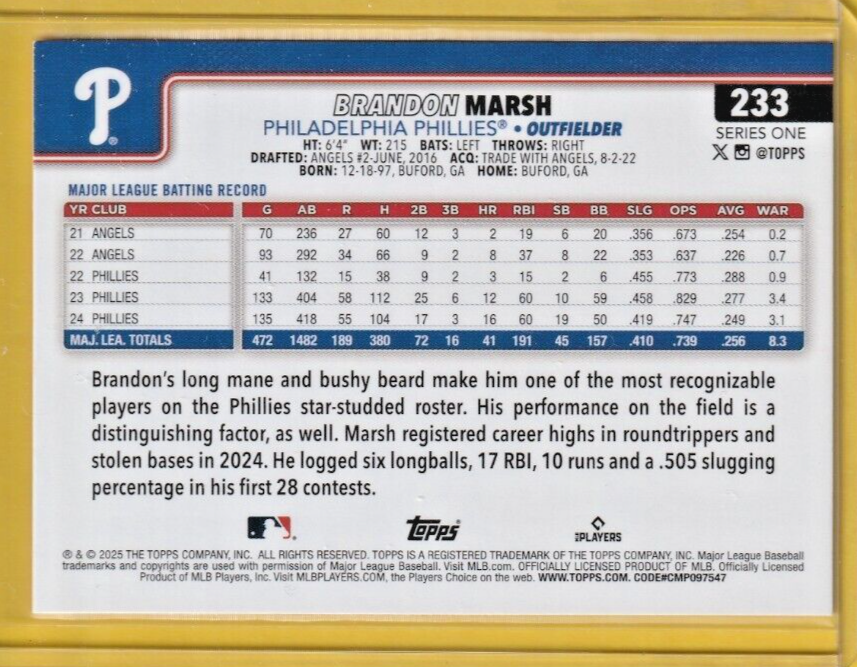 P®
BRANDON MARSH
233
PHILADELPHIA PHILLIES® • OUTFIELDER
SERIES ONE
HT: 6'4" WT: 215 BATS: LEFT THROWS: RIGHT
@TOPPS
DRAFTED: ANGELS #2-JUNE, 2016 ACQ: TRADE WITH ANGELS, 8-2-22
BORN: 12-18-97, BUFORD, GA HOME: BUFORD, GA
MAJOR LEAGUE BATTING RECORD
YR CLUB G AB R H 2B 3B HR RBI SB BB SLG OPS AVG WAR
21 ANGELS 70 236 27 60 12 3 2 19 6 20 .356 .673 .254 0.2
22 ANGELS 93 292 34 66 9 2 8 37 8 22 .353 .637 .226 0.7
22 PHILLIES 41 132 15 38 9 2 3 15 2 6 .455 .773 .288 0.9
23 PHILLIES 133 404 58 112 25 6 12 60 10 59 .458 .829 .277 3.4
24 PHILLIES 135 418 55 104 17 3 16 60 19 50 .419 .747 .249 3.1
MAJ. LEA. TOTALS 472 1482 189 380 72 16 41 191 45 157 .410 .739 .256 8.3
Brandon's long mane and bushy beard make him one of the most recognizable
players on the Phillies star-studded roster. His performance on the field is a
distinguishing factor, as well. Marsh registered career highs in roundtrippers and
stolen bases in 2024. He logged six longballs, 17 RBI, 10 runs and a .505 slugging
percentage in his first 28 contests.
Topps
PLAYERS
® & © 2025 THE TOPPS COMPANY, INC. ALL RIGHTS RESERVED. TOPPS IS A REGISTERED TRADEMARK OF THE TOPPS COMPANY, INC. Major League Baseball
trademarks and copyrights are used with permission of Major League Baseball. Visit MLB.com. OFFICIALLY LICENSED PRODUCT OF MLB. Officially Licensed
Product of MLB Players, Inc. Visit MLBPLAYERS.COM, the Players Choice on the web. WWW.TOPPS.COM. CODE#CMP097547